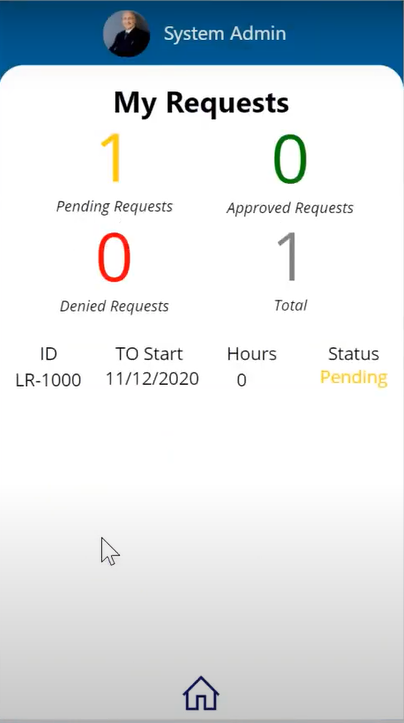 System Admin
My Requests
1 0
Pending Requests Approved Requests
0 1
Denied Requests Total
ID TO Start Hours Status
LR-1000 11/12/2020 0 Pending